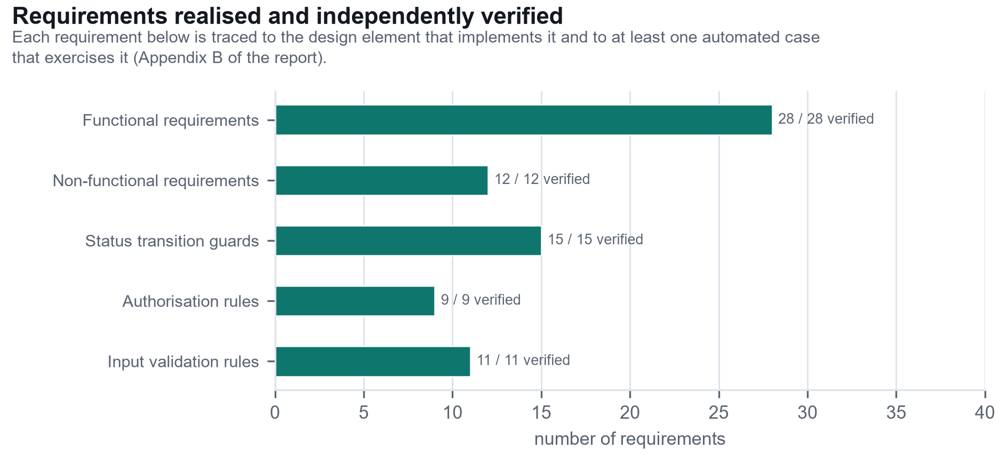 Requirements realised and independently verified
Each requirement below is traced to the design element that implements it and to at least one automated case
that exercises it (Appendix B of the report).
Functional requirements
28 / 28 verified
Non-functional requirements
12 / 12 verified
Status transition guards
15 / 15 verified
Authorisation rules
9 / 9 verified
Input validation rules
11 / 11 verified
0 5 10 15 20 25 30 35 40
number of requirements